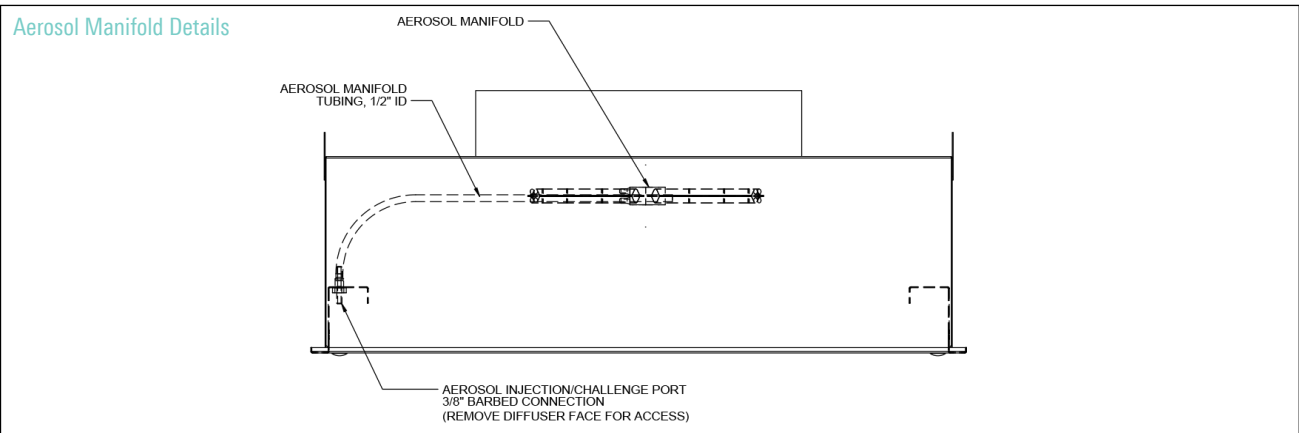 Aerosol Manifold Details
AEROSOL MANIFOLD
AEROSOL MANIFOLD
TUBING, 1/2" ID
AEROSOL INJECTION/CHALLENGE PORT
3/8" BARBED CONNECTION
(REMOVE DIFFUSER FACE FOR ACCESS)